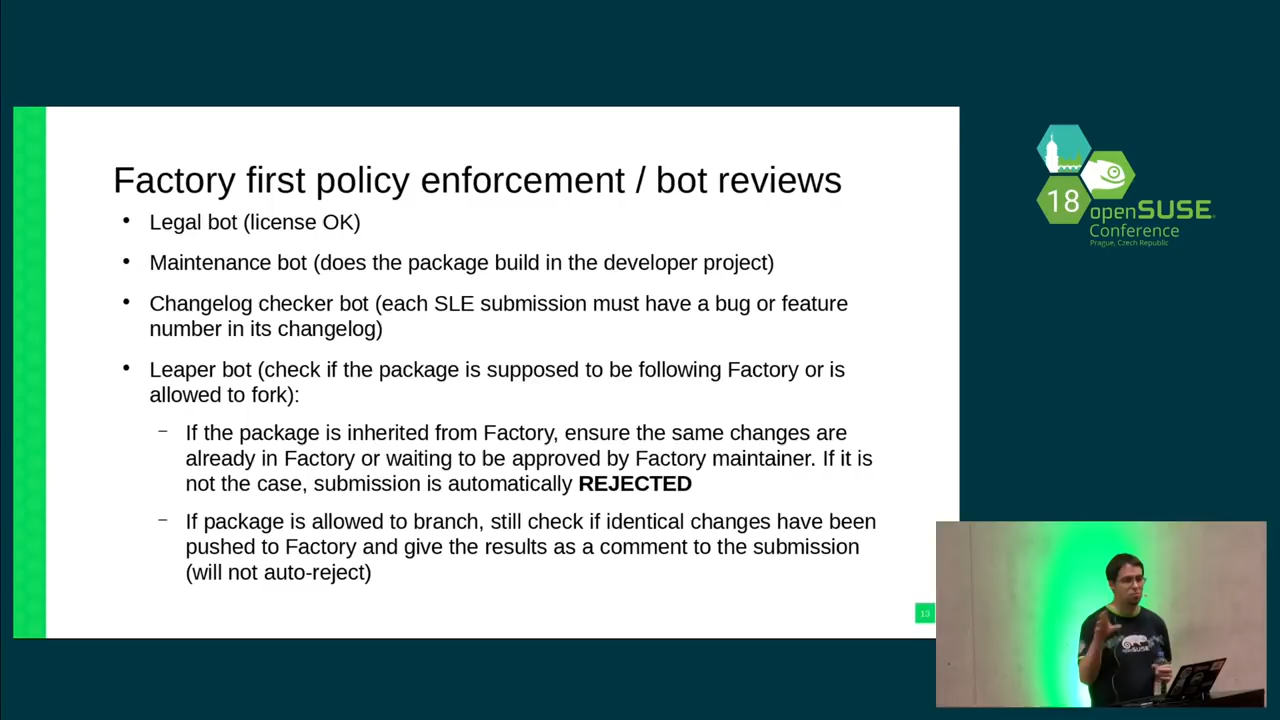 Factory first policy enforcement / bot reviews
• Legal bot (license OK)
• Maintenance bot (does the package build in the developer project)
• Changelog checker bot (each SLE submission must have a bug or feature
number in its changelog)
• Leaper bot (check if the package is supposed to be following Factory or is
allowed to fork):
– If the package is inherited from Factory, ensure the same changes are
already in Factory or waiting to be approved by Factory maintainer. If it is
not the case, submission is automatically REJECTED
– If package is allowed to branch, still check if identical changes have been
pushed to Factory and give the results as a comment to the submission
(will not auto-reject)
13
18
openSUSE
Conference
Prague, Czech Republic
openSUSE